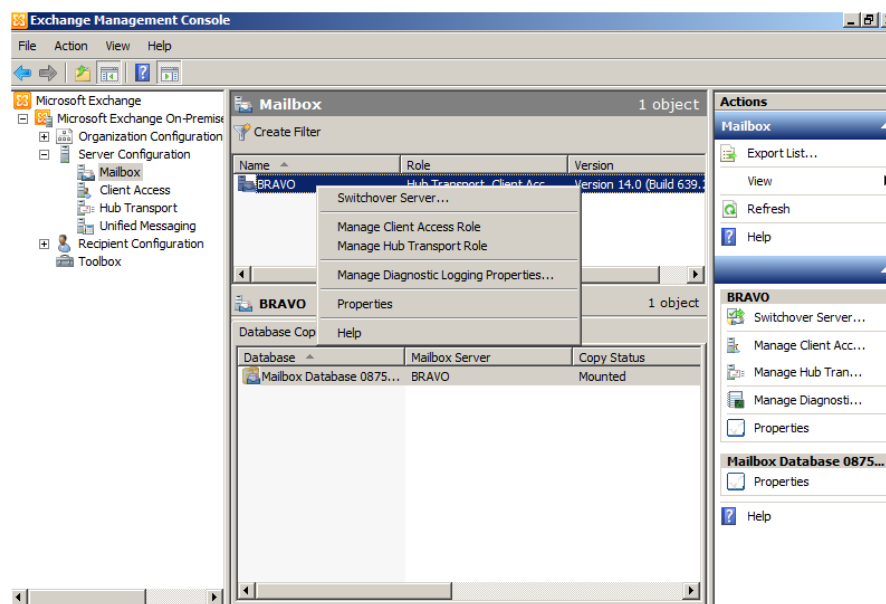 Exchange Management Console
File Action View Help
Microsoft Exchange
Microsoft Exchange On-Premise
Organization Configuration
Server Configuration
Mailbox
Client Access
Hub Transport
Unified Messaging
Recipient Configuration
Toolbox
Mailbox 1 object
Create Filter
Name Role Version
BRAVO Hub Transport, Client Acc... Version 14.0 (Build 639.
Switchover Server...
Manage Client Access Role
Manage Hub Transport Role
Manage Diagnostic Logging Properties...
Properties
Help
BRAVO 1 object
Database Cop
Database Mailbox Server Copy Status
Mailbox Database 0875... BRAVO Mounted
Actions
Mailbox
Export List...
View
Refresh
Help
BRAVO
Switchover Server...
Manage Client Acc...
Manage Hub Tran...
Manage Diagnosti...
Properties
Mailbox Database 0875...
Properties
Help